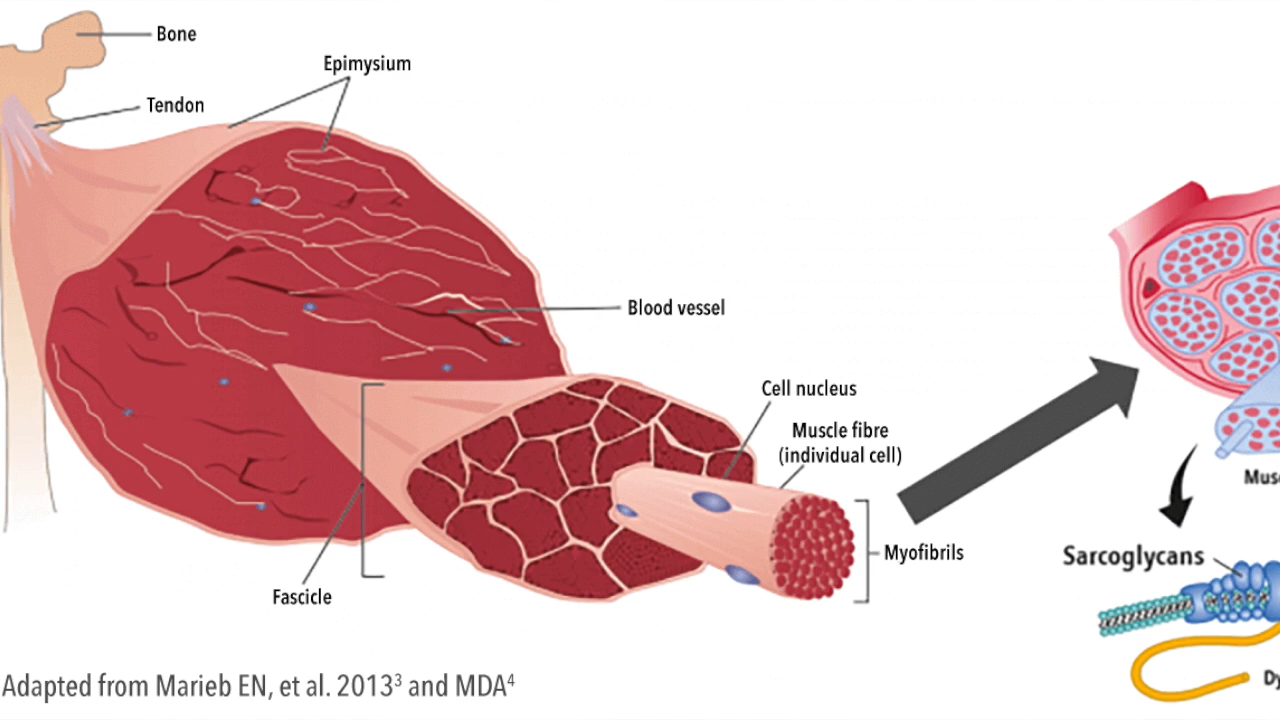 Bone
Epimysium
Tendon
Blood vessel
Cell nucleus
Muscle fibre
(individual cell)
Myofibrils
Fascicle
Sarcoglycans
Adapted from Marieb EN, et al. 2013³ and MDA⁴